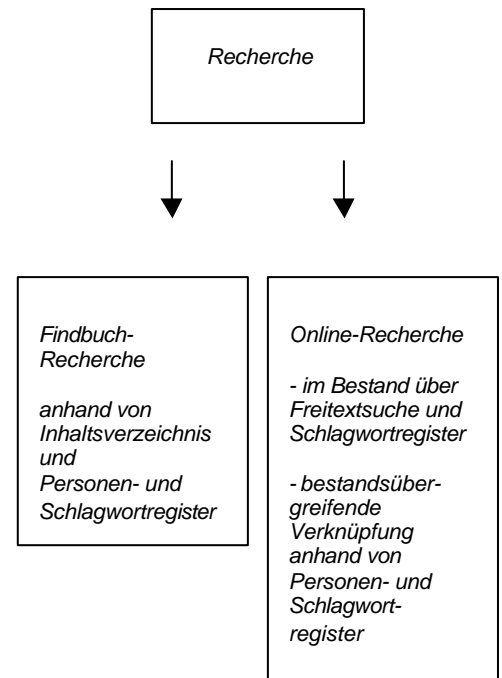 Recherche
Findbuch-
Recherche
anhand von
Inhaltsverzeichnis
und
Personen- und
Schlagwortregister
Online-Recherche
- im Bestand über
Freitextsuche und
Schlagwortregister
- bestandsüber-
greifende
Verknüpfung
anhand von
Personen- und
Schlagwort-
register